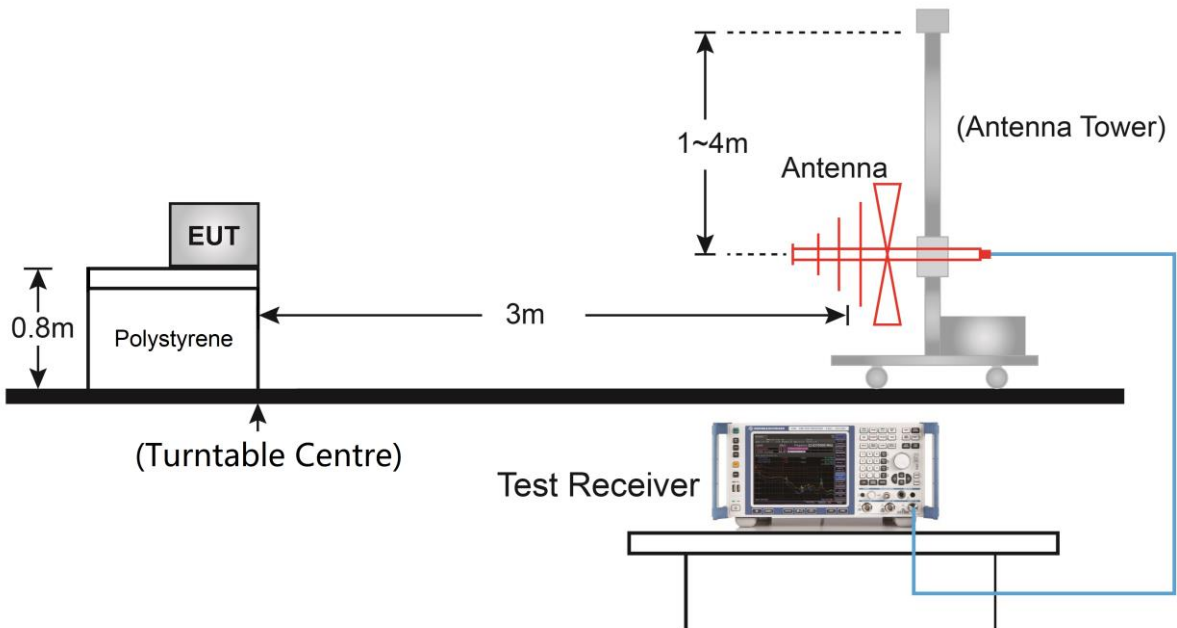 1~4m
(Antenna Tower)
Antenna
EUT
0.8m
Polystyrene
3m
(Turntable Centre)
Test Receiver